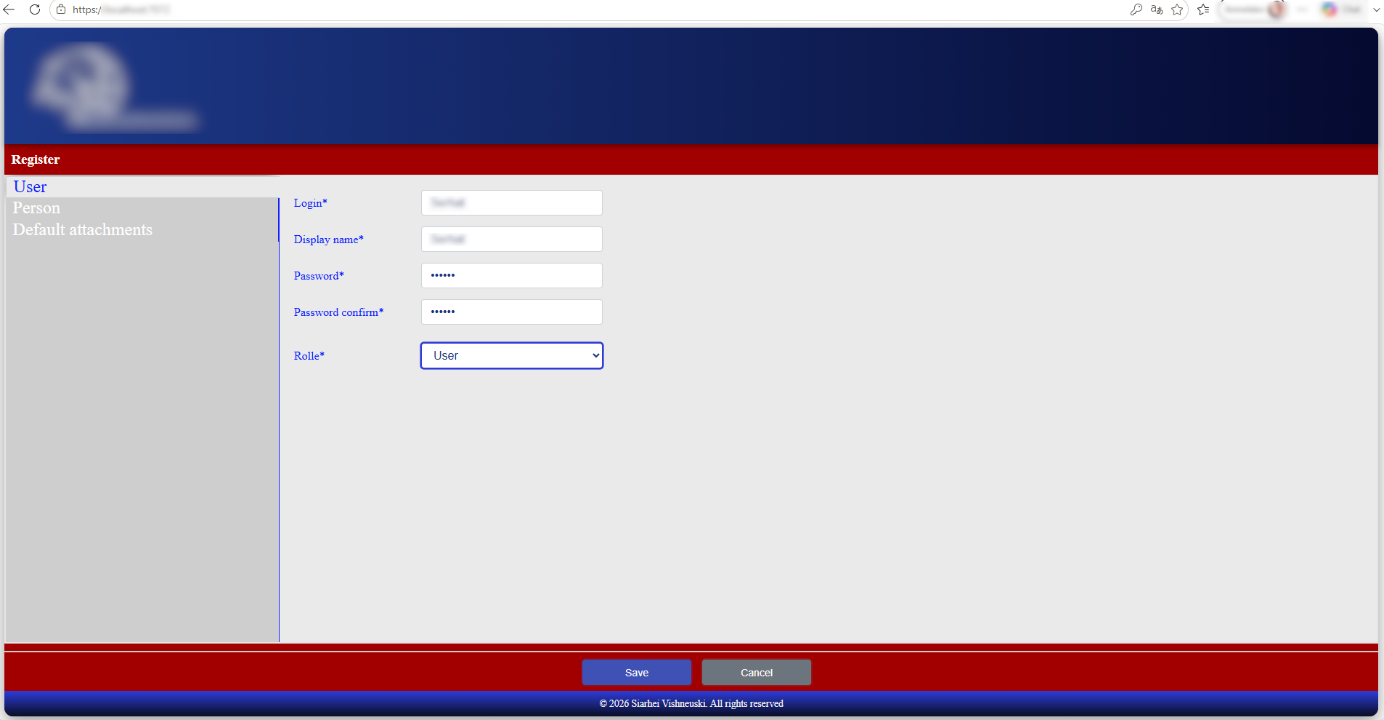 https:/
Register
User
Person
Default attachments
Login*
Display name*
Password*
••••••
Password confirm*
••••••
Rolle*
User
Save
Cancel
© 2026 Siarhei Vishneuski. All rights reserved